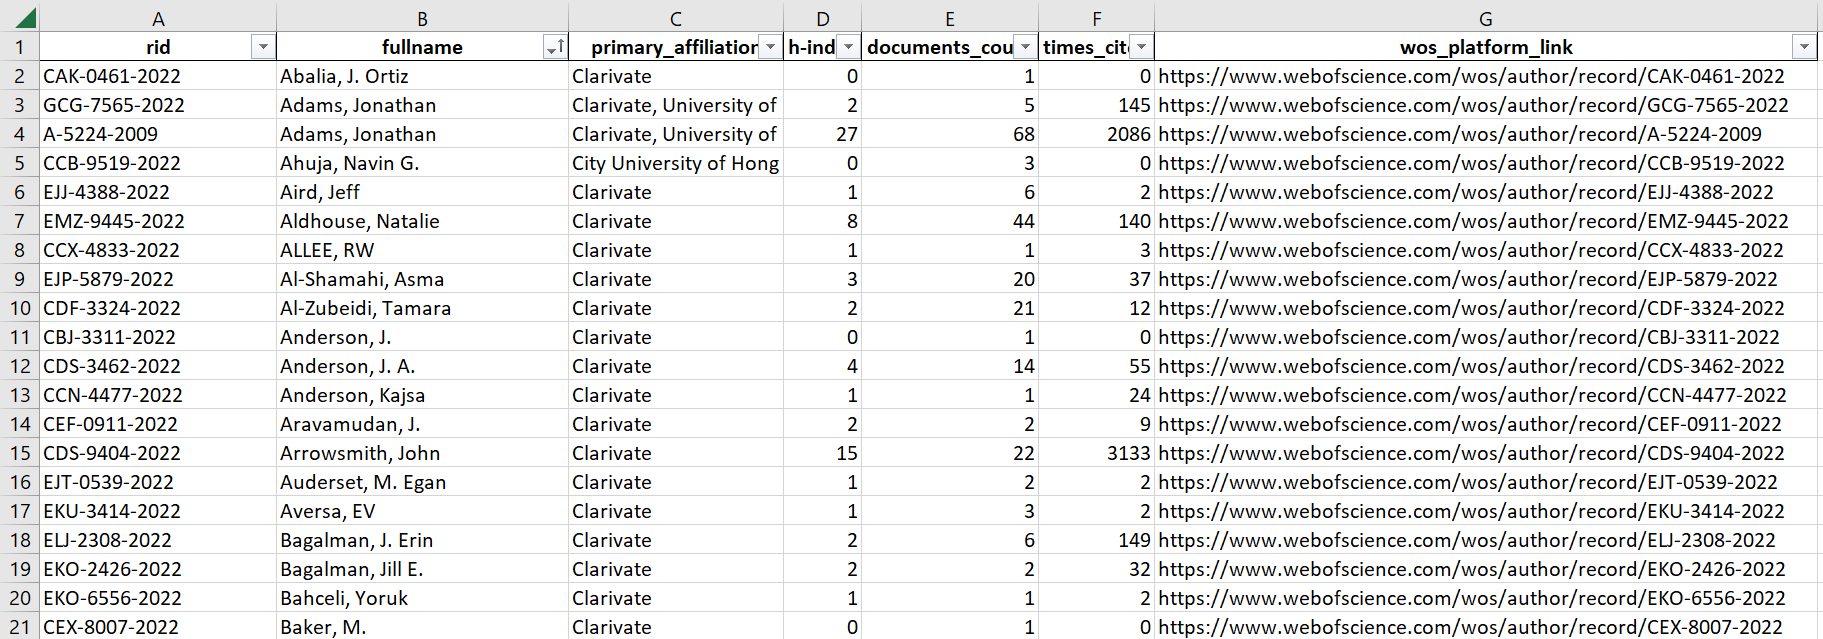 A B C D E F G
1 rid fullname primary_affiliation h-ind documents_cou times_cit wos_platform_link
2 CAK-0461-2022 Abalia, J. Ortiz Clarivate 0 1 0 https://www.webofscience.com/wos/author/record/CAK-0461-2022
3 GCG-7565-2022 Adams, Jonathan Clarivate, University of 2 5 145 https://www.webofscience.com/wos/author/record/GCG-7565-2022
4 A-5224-2009 Adams, Jonathan Clarivate, University of 27 68 2086 https://www.webofscience.com/wos/author/record/A-5224-2009
5 CCB-9519-2022 Ahuja, Navin G. City University of Hong 0 3 0 https://www.webofscience.com/wos/author/record/CCB-9519-2022
6 EJJ-4388-2022 Aird, Jeff Clarivate 1 6 2 https://www.webofscience.com/wos/author/record/EJJ-4388-2022
7 EMZ-9445-2022 Aldhouse, Natalie Clarivate 8 44 140 https://www.webofscience.com/wos/author/record/EMZ-9445-2022
8 CCX-4833-2022 ALLEE, RW Clarivate 1 1 3 https://www.webofscience.com/wos/author/record/CCX-4833-2022
9 EJP-5879-2022 Al-Shamahi, Asma Clarivate 3 20 37 https://www.webofscience.com/wos/author/record/EJP-5879-2022
10 CDF-3324-2022 Al-Zubeidi, Tamara Clarivate 2 21 12 https://www.webofscience.com/wos/author/record/CDF-3324-2022
11 CBJ-3311-2022 Anderson, J. Clarivate 0 1 0 https://www.webofscience.com/wos/author/record/CBJ-3311-2022
12 CDS-3462-2022 Anderson, J. A. Clarivate 4 14 55 https://www.webofscience.com/wos/author/record/CDS-3462-2022
13 CCN-4477-2022 Anderson, Kajsa Clarivate 1 1 24 https://www.webofscience.com/wos/author/record/CCN-4477-2022
14 CEF-0911-2022 Aravamudan, J. Clarivate 2 2 9 https://www.webofscience.com/wos/author/record/CEF-0911-2022
15 CDS-9404-2022 Arrowsmith, John Clarivate 15 22 3133 https://www.webofscience.com/wos/author/record/CDS-9404-2022
16 EJT-0539-2022 Auderset, M. Egan Clarivate 1 2 2 https://www.webofscience.com/wos/author/record/EJT-0539-2022
17 EKU-3414-2022 Aversa, EV Clarivate 1 3 2 https://www.webofscience.com/wos/author/record/EKU-3414-2022
18 ELJ-2308-2022 Bagalman, J. Erin Clarivate 2 6 149 https://www.webofscience.com/wos/author/record/ELJ-2308-2022
19 EKO-2426-2022 Bagalman, Jill E. Clarivate 2 2 32 https://www.webofscience.com/wos/author/record/EKO-2426-2022
20 EKO-6556-2022 Bahceli, Yoruk Clarivate 1 1 2 https://www.webofscience.com/wos/author/record/EKO-6556-2022
21 CEX-8007-2022 Baker, M. Clarivate 0 1 0 https://www.webofscience.com/wos/author/record/CEX-8007-2022